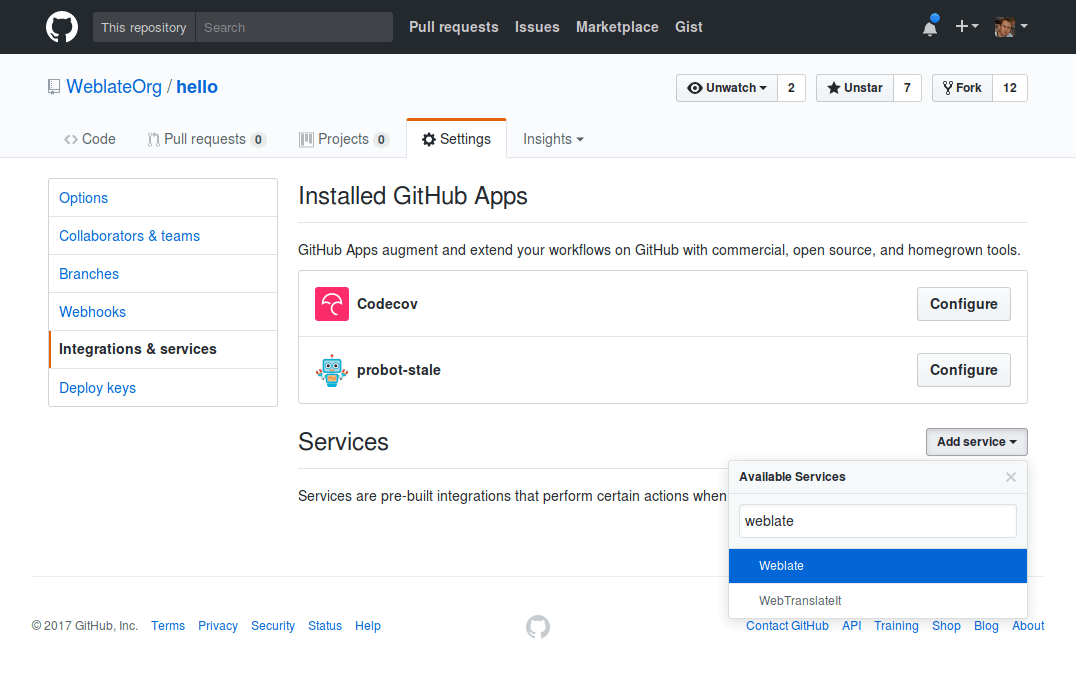 This repository Search Pull requests Issues Marketplace Gist
WeblateOrg / hello Unwatch 2 Unstar 7 Fork 12
Code Pull requests 0 Projects 0 Settings Insights
Options
Collaborators & teams
Branches
Webhooks
Integrations & services
Deploy keys
Installed GitHub Apps
GitHub Apps augment and extend your workflows on GitHub with commercial, open source, and homegrown tools.
Codecov Configure
probot-stale Configure
Services Add service
Services are pre-built integrations that perform certain actions when
Available Services
weblate
Weblate
WebTranslateIt
© 2017 GitHub, Inc. Terms Privacy Security Status Help Contact GitHub API Training Shop Blog About